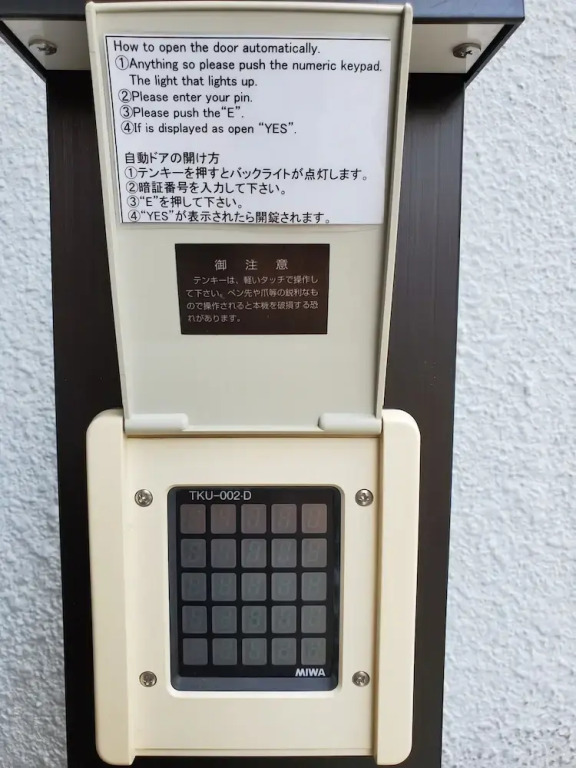 How to open the door automatically.
①Anything so please push the numeric keypad.
The light that lights up.
②Please enter your pin.
③Please push the“E”.
④If is displayed as open “YES”.
自動ドアの開け方
①テンキーを押すとバックライトが点灯します。
②暗証番号を入力して下さい。
③“E”を押して下さい。
④“YES”が表示されたら開錠されます。
御注意
テンキーは、軽いタッチで操作し
て下さい。ペン先や爪等の鋭利なも
ので操作されると本機を破損する恐
れがあります。
TKU-002-D
MIWA